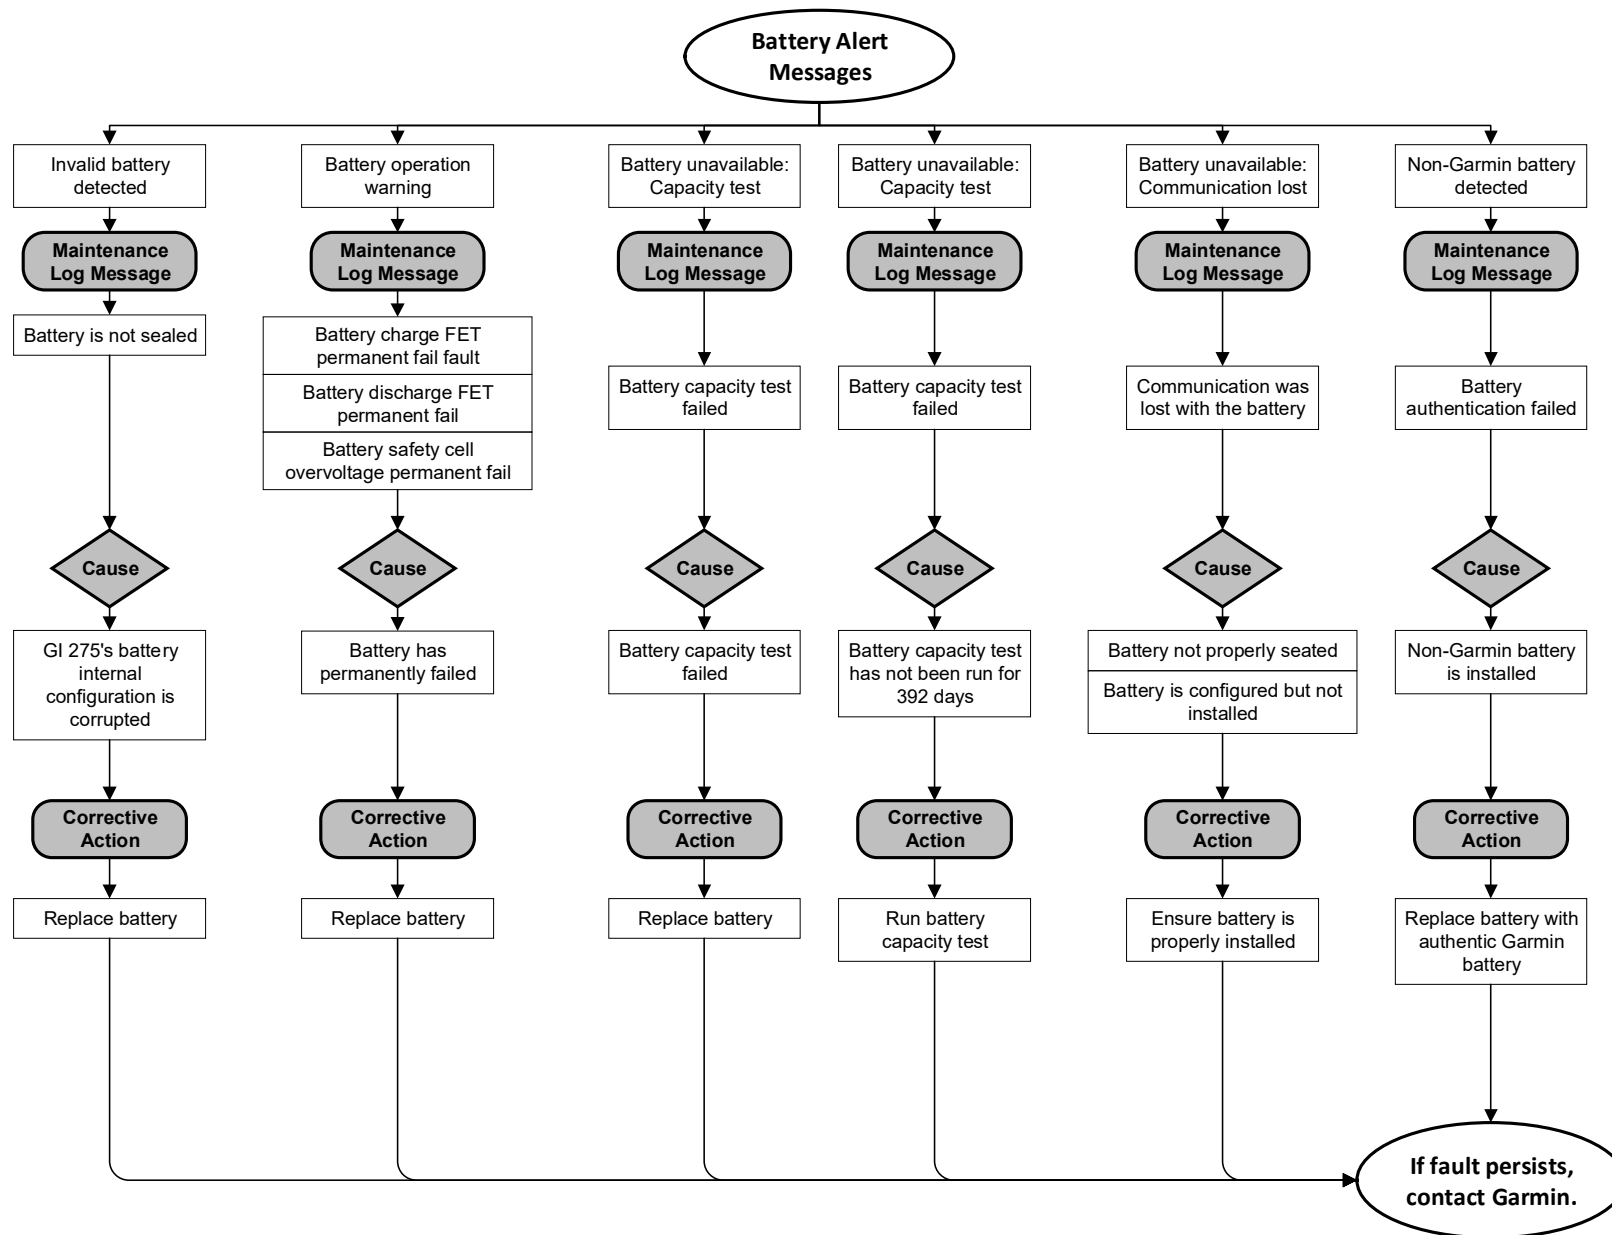 Battery Alert
Messages
Invalid battery
detected
Battery operation
warning
Battery unavailable:
Capacity test
Battery unavailable:
Capacity test
Battery unavailable:
Communication lost
Non-Garmin battery
detected
Maintenance
Log Message
Maintenance
Log Message
Maintenance
Log Message
Maintenance
Log Message
Maintenance
Log Message
Maintenance
Log Message
Battery is not sealed
Battery charge FET
permanent fail fault
Battery discharge FET
permanent fail
Battery safety cell
overvoltage permanent fail
Battery capacity test
failed
Battery capacity test
failed
Communication was
lost with the battery
Battery
authentication failed
Cause
Cause
Cause
Cause
Cause
Cause
GI 275's battery
internal
configuration is
corrupted
Battery has
permanently failed
Battery capacity test
failed
Battery capacity test
has not been run for
392 days
Battery not properly seated
Battery is configured but not
installed
Non-Garmin battery
is installed
Corrective
Action
Corrective
Action
Corrective
Action
Corrective
Action
Corrective
Action
Corrective
Action
Replace battery
Replace battery
Replace battery
Run battery
capacity test
Ensure battery is
properly installed
Replace battery with
authentic Garmin
battery
If fault persists,
contact Garmin.